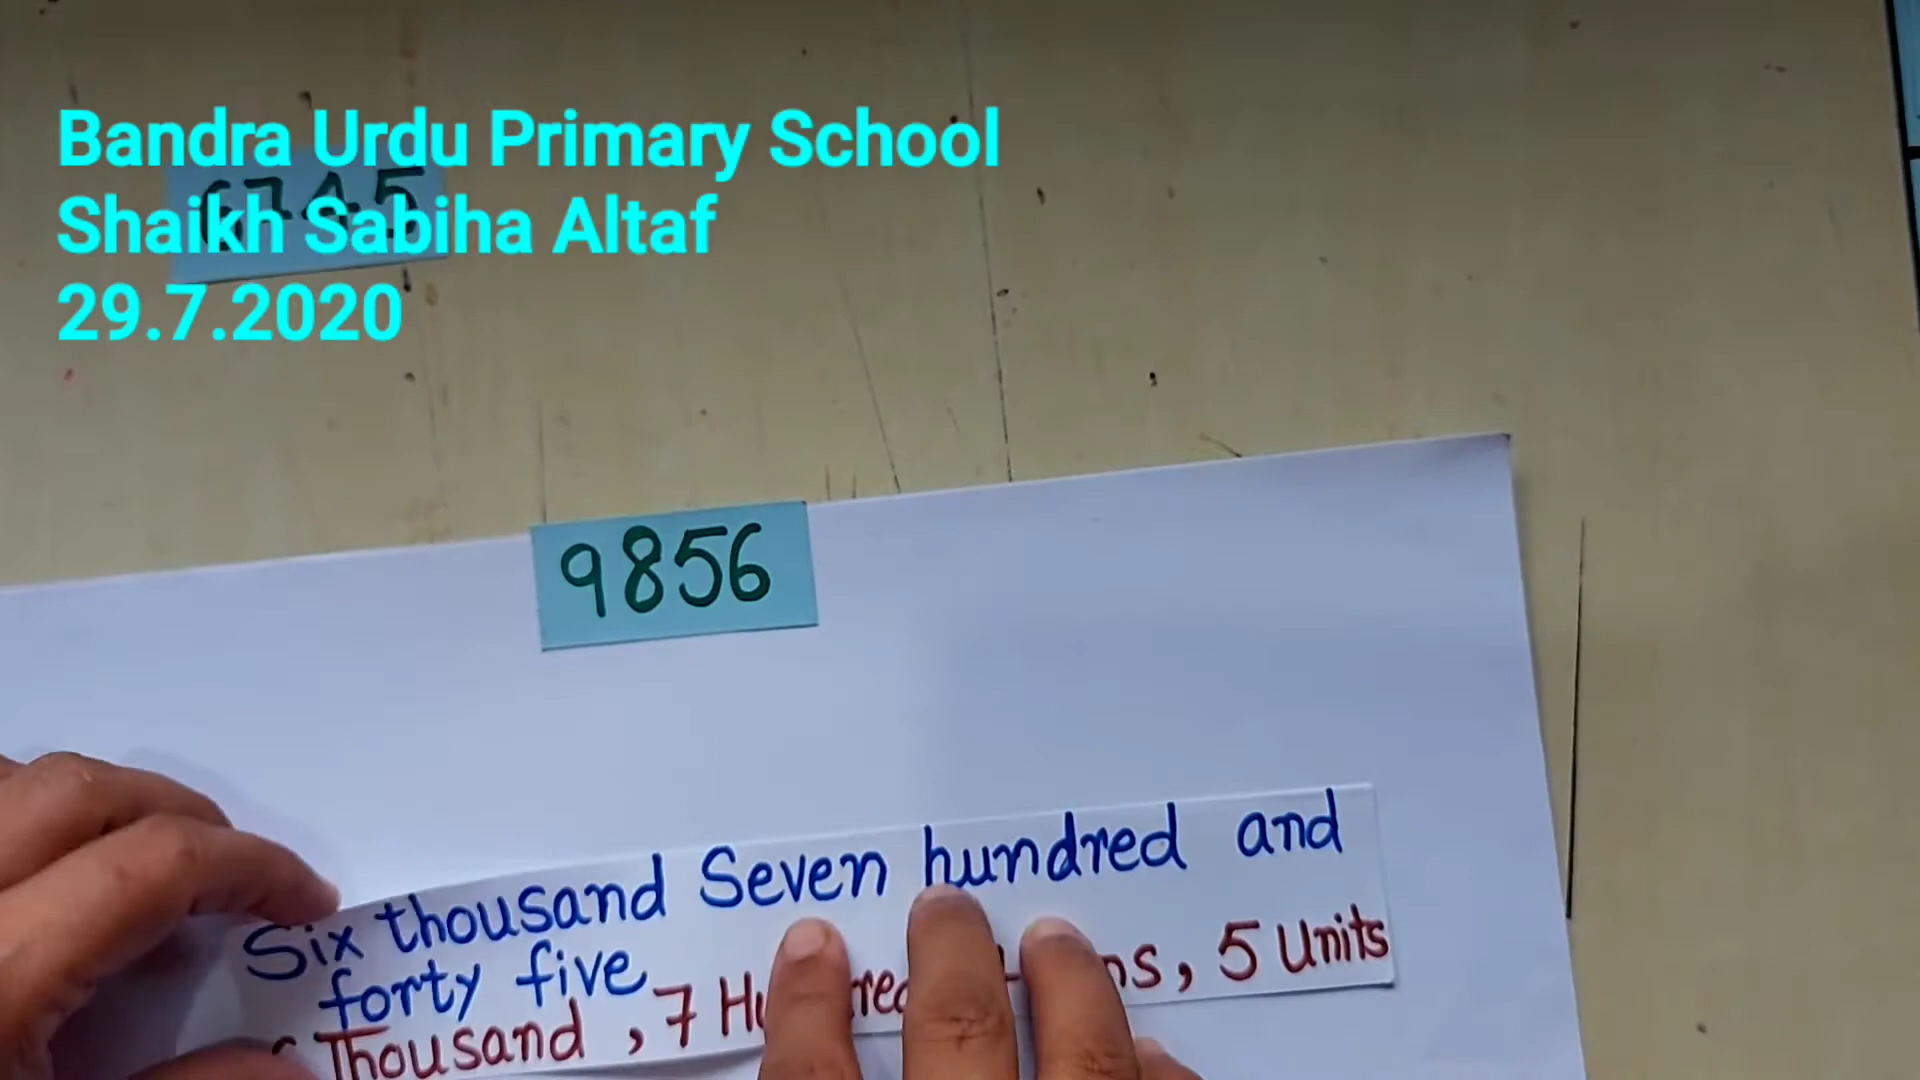 Bandra Urdu Primary School
6745
Shaikh Sabiha Altaf
29.7.2020
9856
Six thousand Seven hundred and
forty five
Thousand , 7 , 5 Units